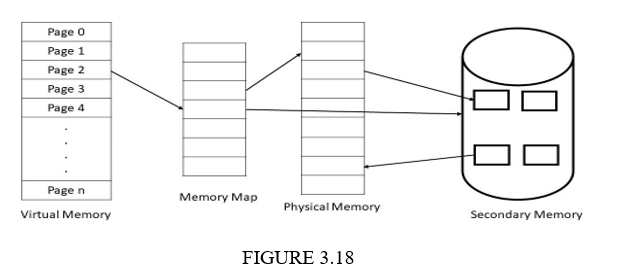 Page 0
Page 1
Page 2
Page 3
Page 4
.
.
.
.
Page n
Virtual Memory
Memory Map
Physical Memory
Secondary Memory
FIGURE 3.18